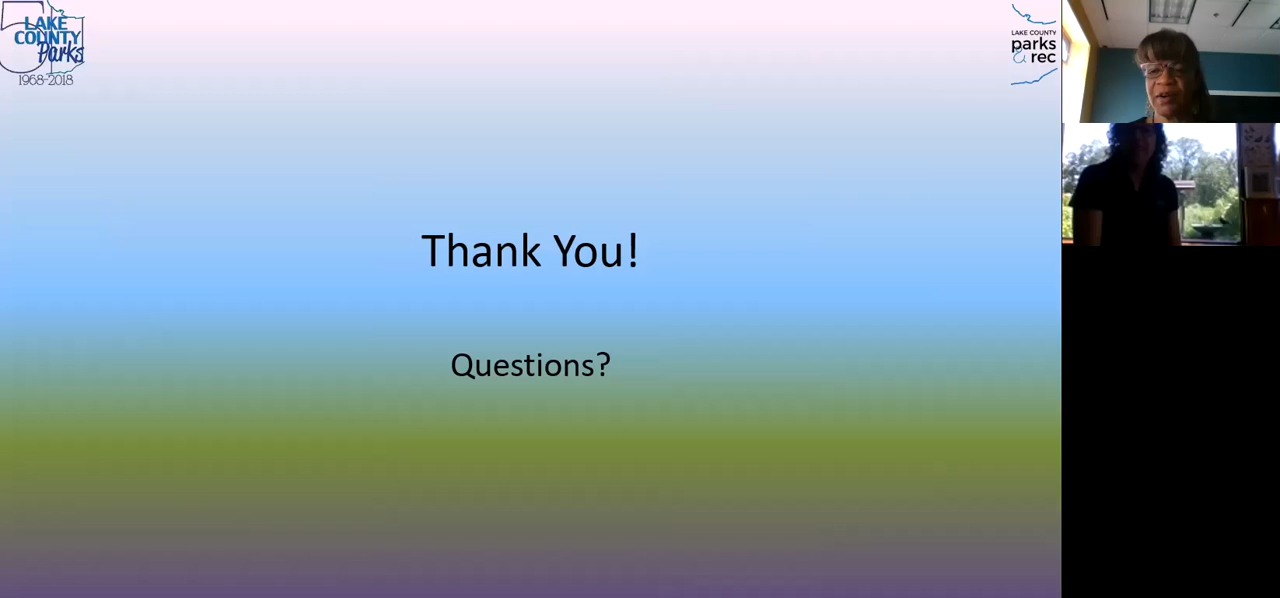 LAKE
COUNTY
Parks
1968-2018
LAKE COUNTY
parks
& rec
Thank You!
Questions?